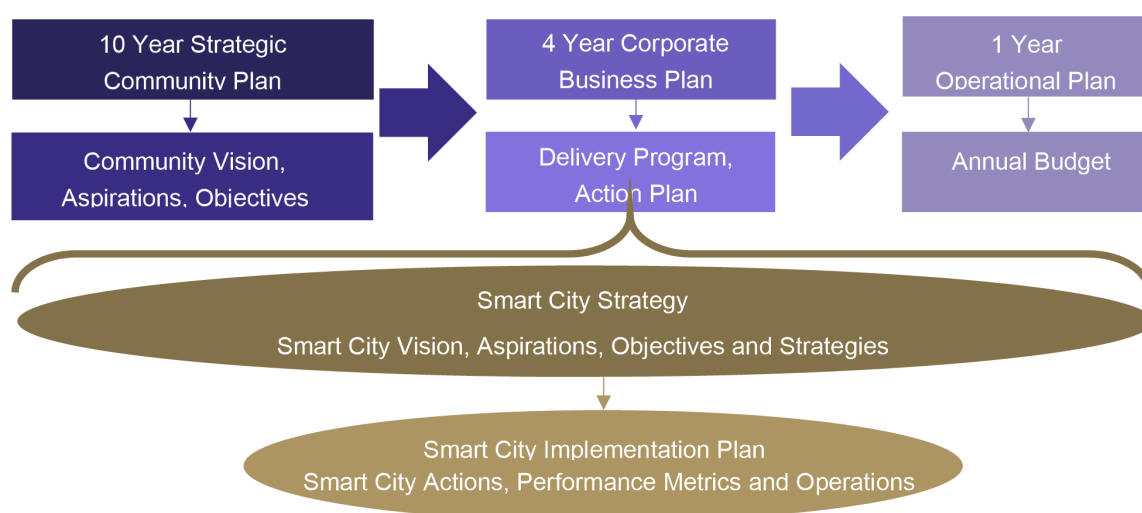 10 Year Strategic
Community Plan
4 Year Corporate
Business Plan
1 Year
Operational Plan
Community Vision,
Aspirations, Objectives
Delivery Program,
Action Plan
Annual Budget
Smart City Strategy
Smart City Vision, Aspirations, Objectives and Strategies
Smart City Implementation Plan
Smart City Actions, Performance Metrics and Operations